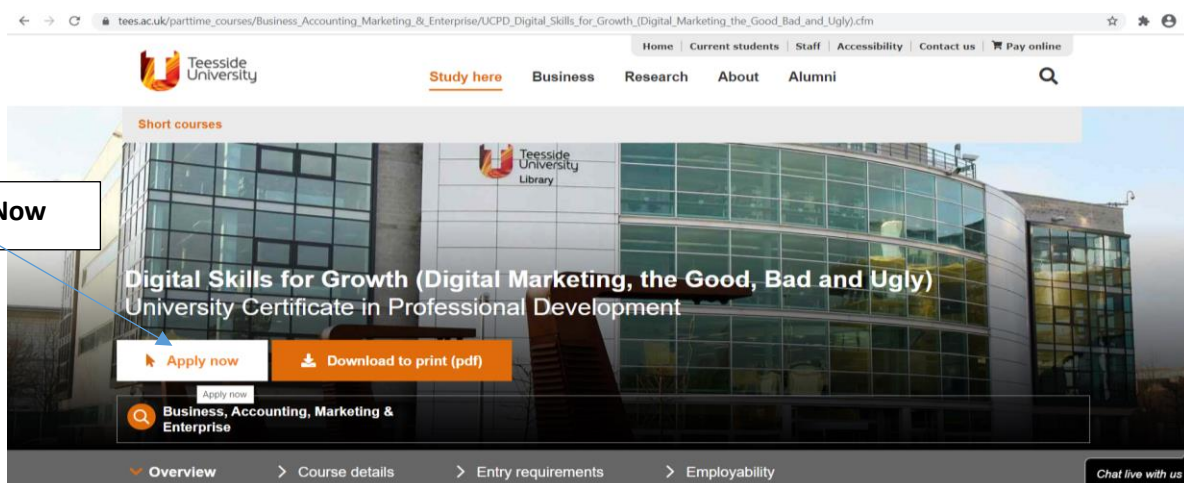 tees.ac.uk/parttime_courses/Business_Accounting_Marketing_&_Enterprise/UCPD_Digital_Skills_for_Growth_(Digital_Marketing_the_Good_Bad_and_Ugly).cfm
Home Current students Staff Accessibility Contact us Pay online
Teesside
University
Study here Business Research About Alumni
Short courses
Teesside
University
Library
Now
Digital Skills for Growth (Digital Marketing, the Good, Bad and Ugly)
University Certificate in Professional Development
Apply now Download to print (pdf)
Apply now
Business, Accounting, Marketing &
Enterprise
Overview Course details Entry requirements Employability
Chat live with us